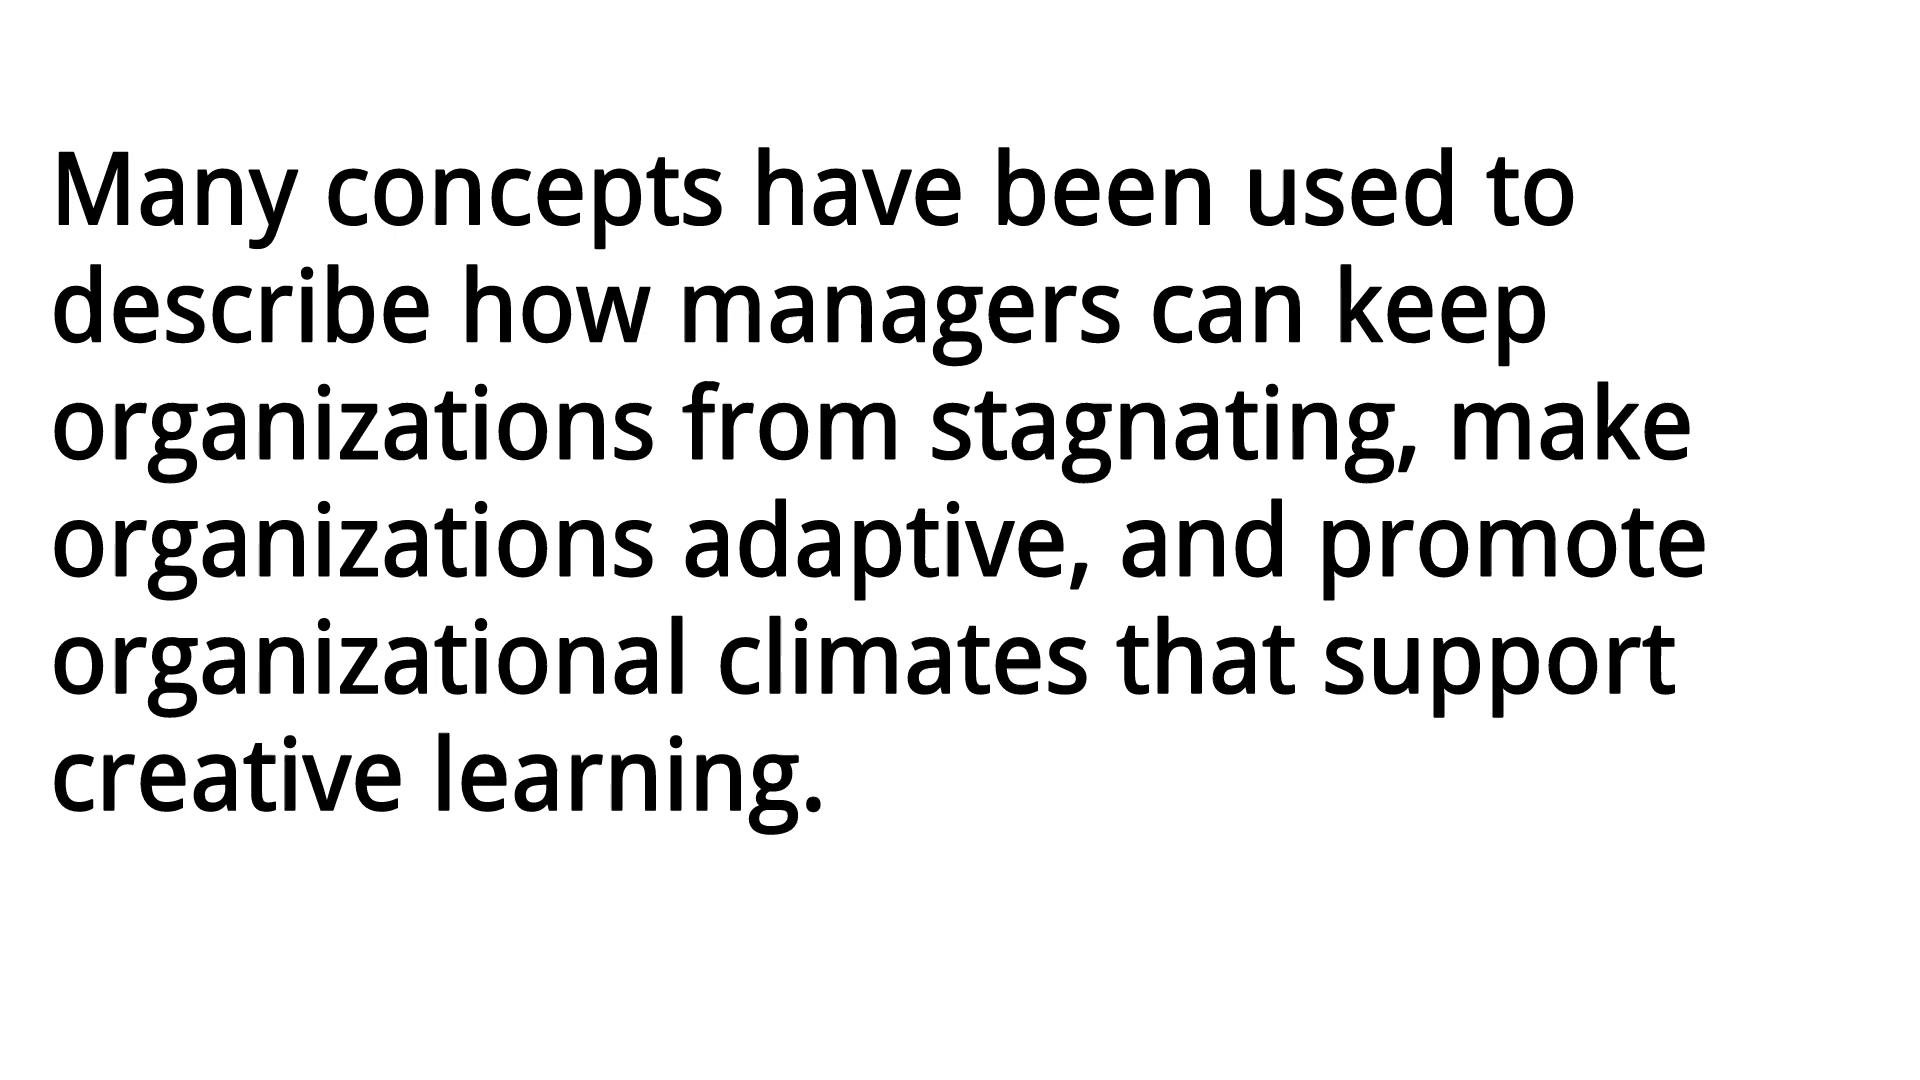 Many concepts have been used to
describe how managers can keep
organizations from stagnating, make
organizations adaptive, and promote
organizational climates that support
creative learning.